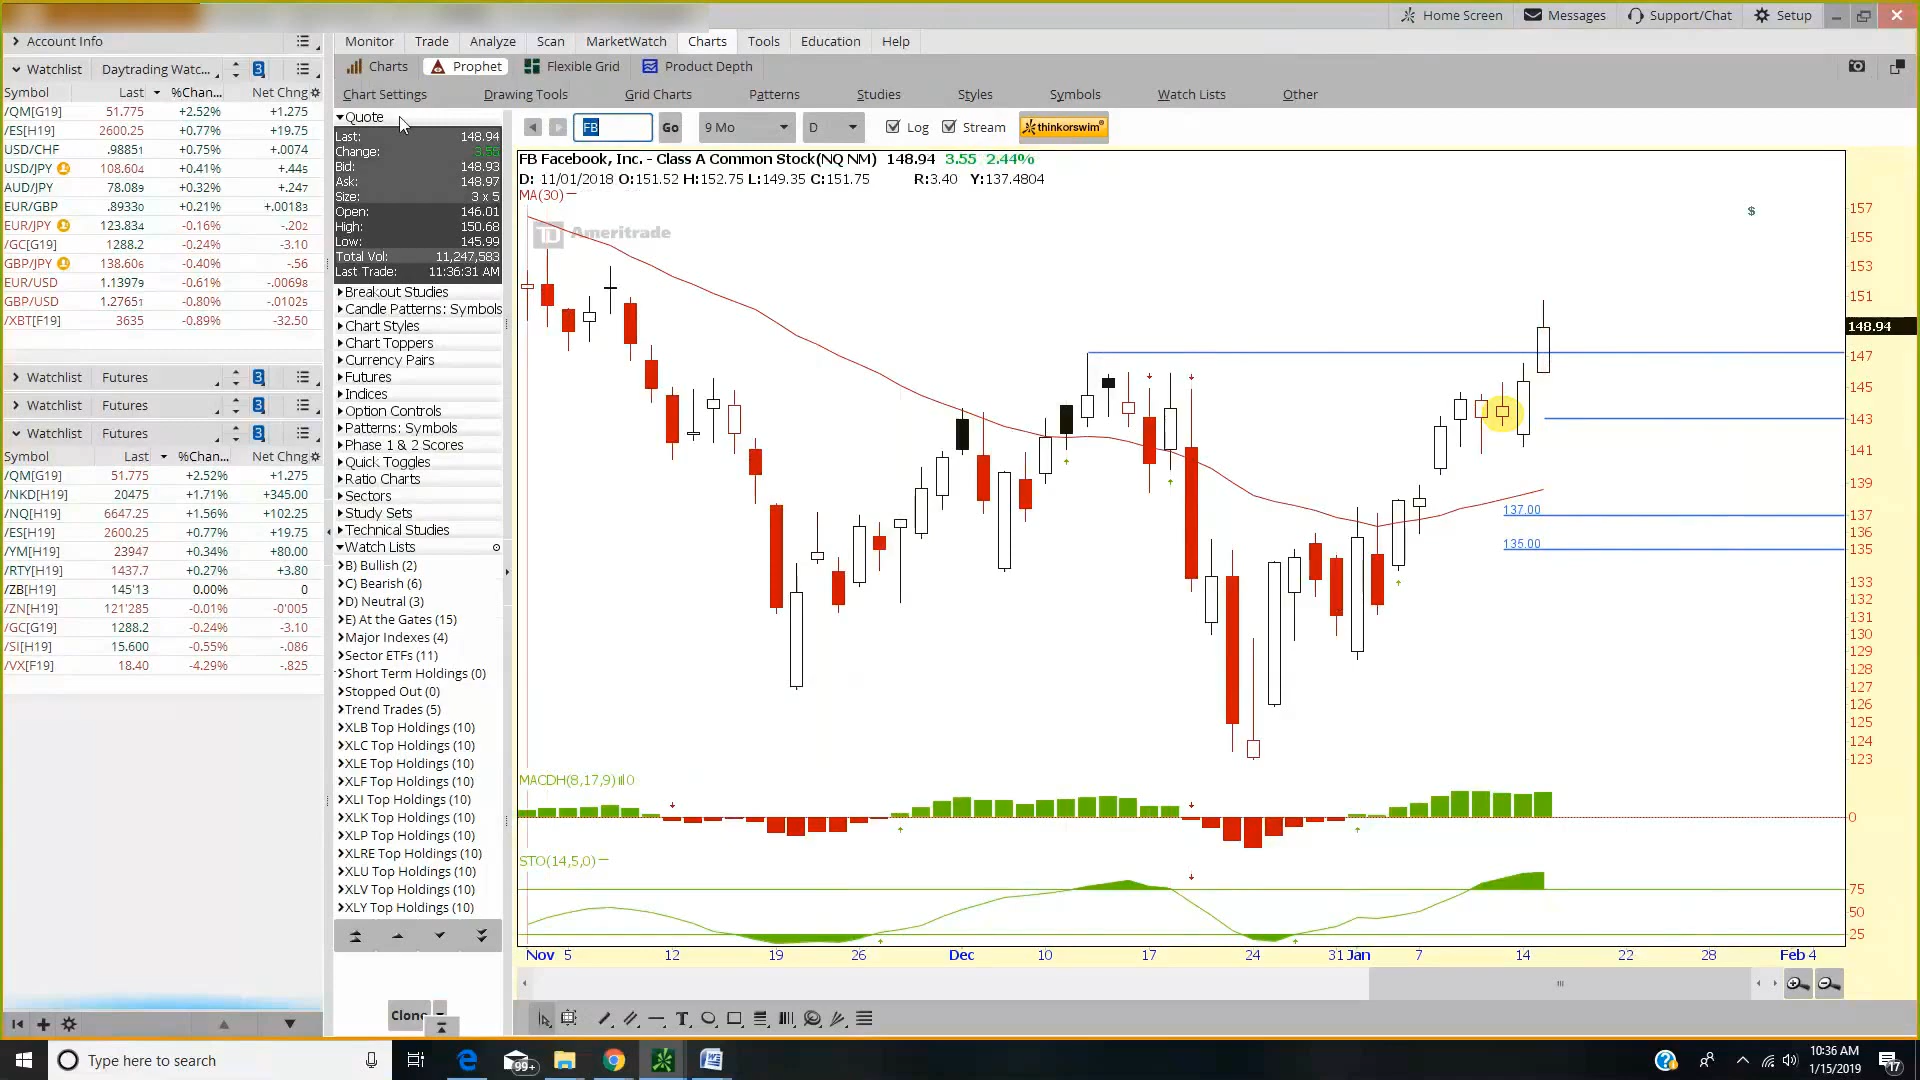 Home Screen Messages Support/Chat Setup
Account Info
Monitor Trade Analyze Scan MarketWatch Charts Tools Education Help
Watchlist Daytrading Watc... 3
Charts Prophet Flexible Grid Product Depth
Symbol Last %Chan... Net Chng
Chart Settings Drawing Tools Grid Charts Patterns Studies Styles Symbols Watch Lists Other
/QM[G19] 51.775 +2.52% +1.275
/ES[H19] 2600.25 +0.77% +19.75
USD/CHF .98851 +0.75% +.0074
USD/JPY 108.604 +0.41% +.445
AUD/JPY 78.089 +0.32% +.247
EUR/GBP .89330 +0.21% +.00183
EUR/JPY 123.834 -0.16% -.202
/GC[G19] 1288.2 -0.24% -3.10
GBP/JPY 138.606 -0.40% -.56
EUR/USD 1.13979 -0.61% -.00698
GBP/USD 1.27651 -0.80% -.01025
/XBT[F19] 3635 -0.89% -32.50
Watchlist Futures 3
Watchlist Futures 3
Watchlist Futures 3
Symbol Last %Chan... Net Chng
/QM[G19] 51.775 +2.52% +1.275
/NKD[H19] 20475 +1.71% +345.00
/NQ[H19] 6647.25 +1.56% +102.25
/ES[H19] 2600.25 +0.77% +19.75
/YM[H19] 23947 +0.34% +80.00
/RTY[H19] 1437.7 +0.27% +3.80
/ZB[H19] 145'13 0.00% 0
/ZN[H19] 121'285 -0.01% -0'005
/GC[G19] 1288.2 -0.24% -3.10
/SI[H19] 15.600 -0.55% -.086
/VX[F19] 18.40 -4.29% -.825
Quote
Last: 148.94
Change: 3.55
Bid: 148.93
Ask: 148.97
Size: 3 x 5
Open: 146.01
High: 150.68
Low: 145.99
Total Vol: 11,247,583
Last Trade: 11:36:31 AM
Breakout Studies
Candle Patterns: Symbols
Chart Styles
Chart Toppers
Currency Pairs
Futures
Indices
Option Controls
Patterns: Symbols
Phase 1 & 2 Scores
Quick Toggles
Ratio Charts
Sectors
Study Sets
Technical Studies
Watch Lists
B) Bullish (2)
C) Bearish (6)
D) Neutral (3)
E) At the Gates (15)
Major Indexes (4)
Sector ETFs (11)
Short Term Holdings (0)
Stopped Out (0)
Trend Trades (5)
XLB Top Holdings (10)
XLC Top Holdings (10)
XLE Top Holdings (10)
XLF Top Holdings (10)
XLI Top Holdings (10)
XLK Top Holdings (10)
XLP Top Holdings (10)
XLRE Top Holdings (10)
XLU Top Holdings (10)
XLV Top Holdings (10)
XLY Top Holdings (10)
Clone
FB Go 9 Mo D Log Stream thinkorswim
FB Facebook, Inc. - Class A Common Stock(NQ NM) 148.94 3.55 2.44%
D: 11/01/2018 O:151.52 H:152.75 L:149.35 C:151.75 R:3.40 Y:137.4804
MA(30)
TD Ameritrade
$
157
155
153
151
148.94
147
145
143
141
139
137.00 137
136
135.00 135
133
132
131
130
129
128
127
126
125
124
123
MACDH(8,17,9) 0
0
STO(14,5,0)
75
50
25
Nov 5 12 19 26 Dec 10 17 24 31 Jan 7 14 22 28 Feb 4
Type here to search 99+
10:36 AM
1/15/2019
17